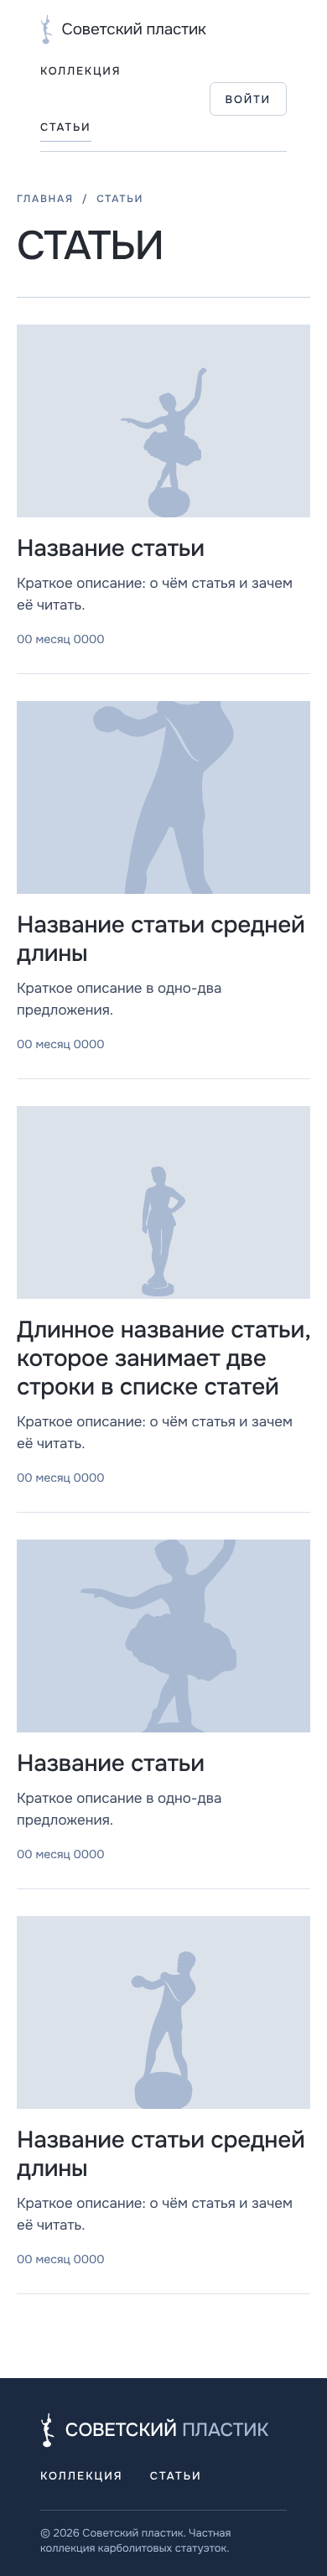 Советский пластик
КОЛЛЕКЦИЯ
ВОЙТИ
СТАТЬИ
ГЛАВНАЯ / СТАТЬИ
СТАТЬИ
Название статьи
Краткое описание: о чём статья и зачем
её читать.
00 месяц 0000
Название статьи средней
длины
Краткое описание в одно-два
предложения.
00 месяц 0000
Длинное название статьи,
которое занимает две
строки в списке статей
Краткое описание: о чём статья и зачем
её читать.
00 месяц 0000
Название статьи
Краткое описание в одно-два
предложения.
00 месяц 0000
Название статьи средней
длины
Краткое описание: о чём статья и зачем
её читать.
00 месяц 0000
СОВЕТСКИЙ ПЛАСТИК
КОЛЛЕКЦИЯ СТАТЬИ
© 2026 Советский пластик. Частная
коллекция карболитовых статуэток.